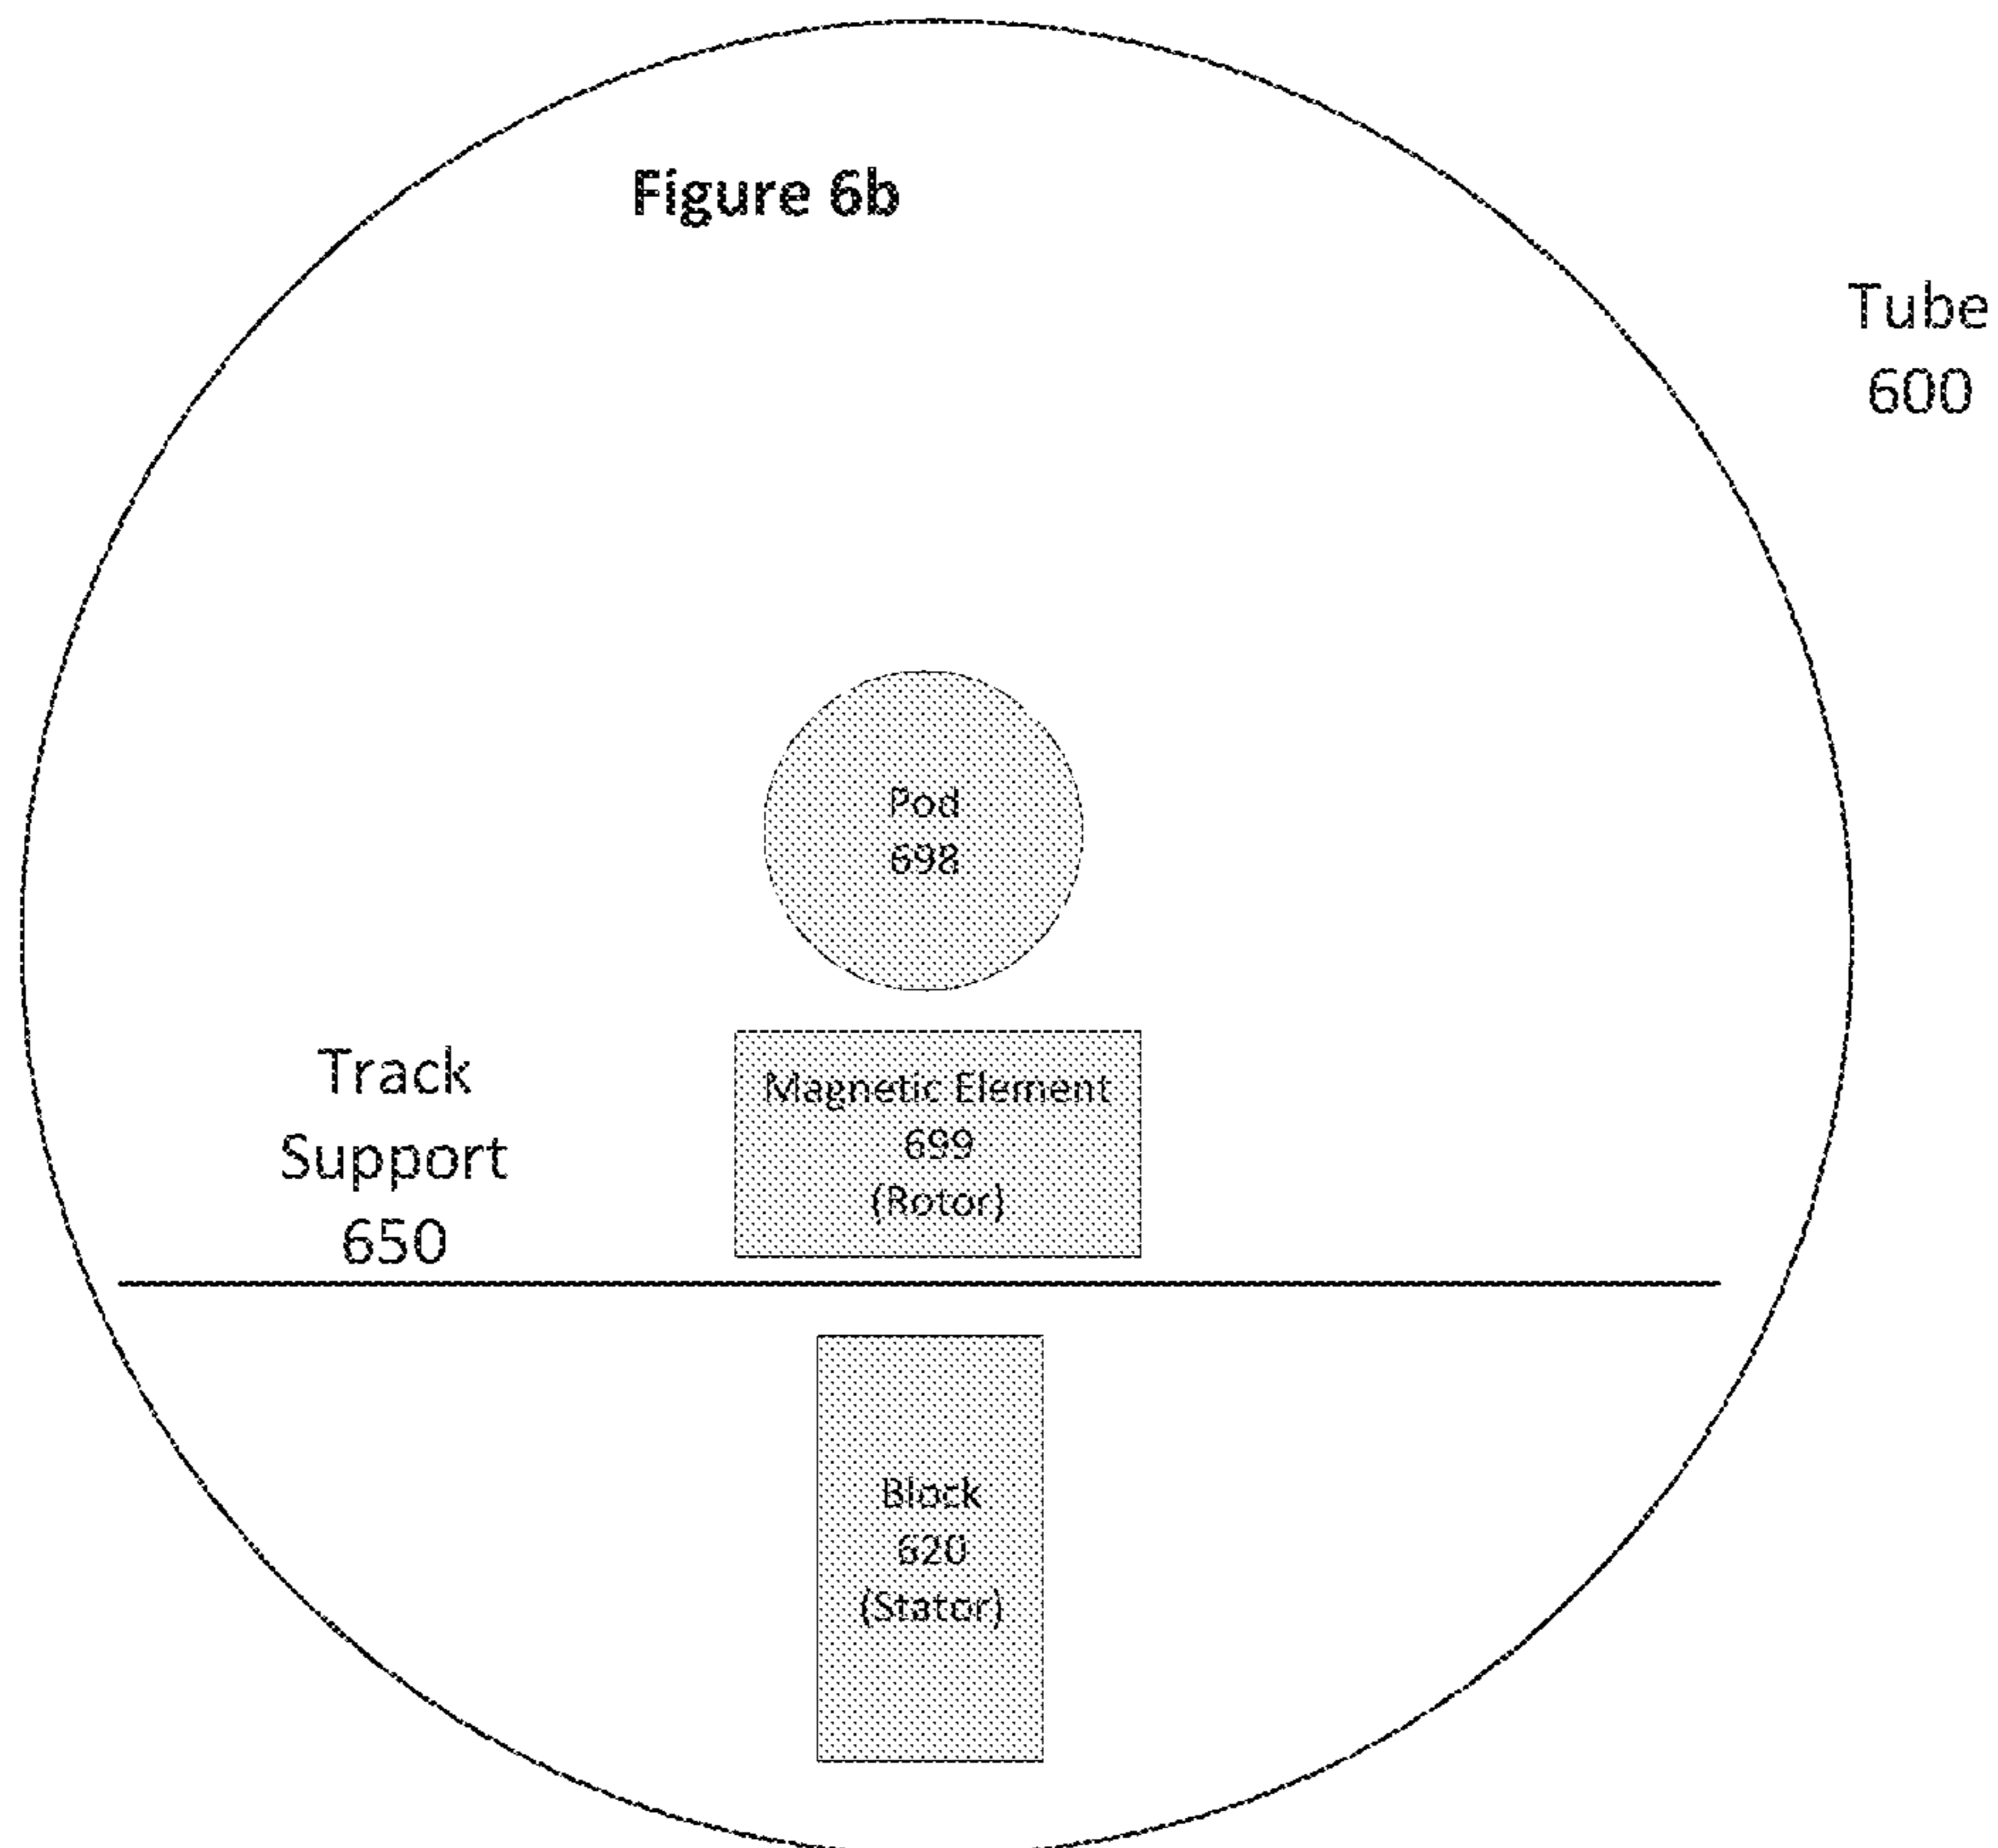 Figure 6b
Tube
600
Pod
698
Track
Support
650
Magnetic Element
699
(Rotor)
Block
620
(Stator)